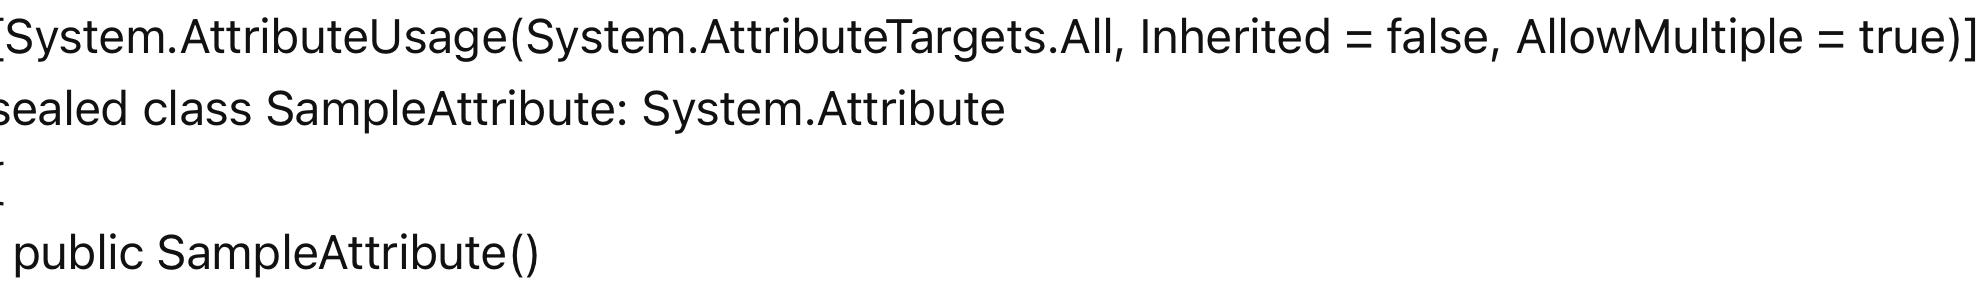 [System.AttributeUsage(System.AttributeTargets.All, Inherited = false, AllowMultiple = true)]
sealed class SampleAttribute: System.Attribute
{
public SampleAttribute()